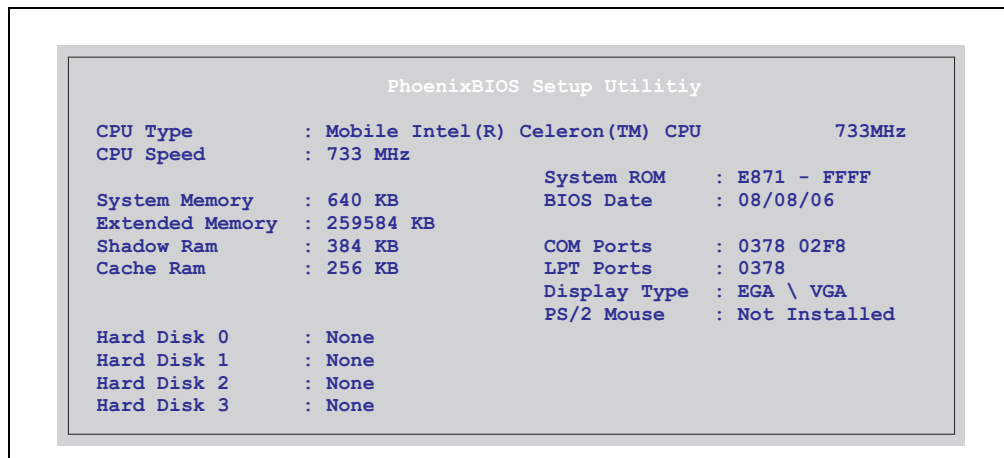 PhoenixBIOS Setup Utilitiy
CPU Type : Mobile Intel(R) Celeron(TM) CPU 733MHz
CPU Speed : 733 MHz
System ROM : E871 - FFFF
System Memory : 640 KB BIOS Date : 08/08/06
Extended Memory : 259584 KB
Shadow Ram : 384 KB COM Ports : 0378 02F8
Cache Ram : 256 KB LPT Ports : 0378
Display Type : EGA \ VGA
PS/2 Mouse : Not Installed
Hard Disk 0 : None
Hard Disk 1 : None
Hard Disk 2 : None
Hard Disk 3 : None